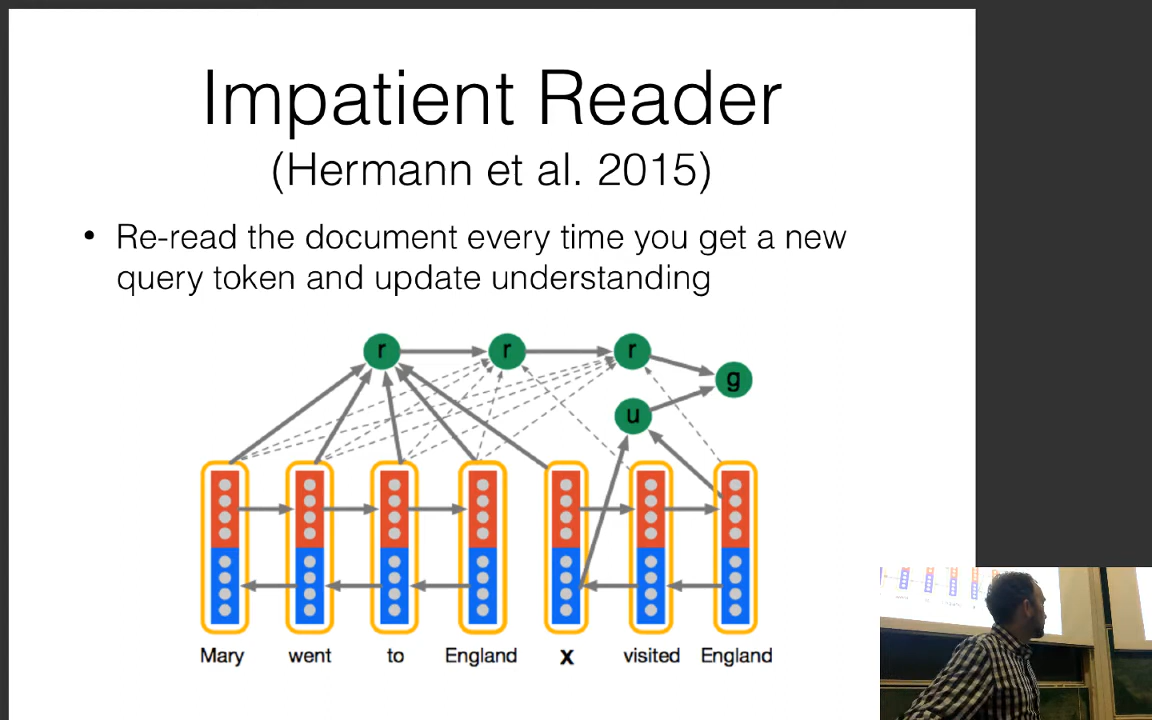 Impatient Reader
(Hermann et al. 2015)
• Re-read the document every time you get a new
query token and update understanding
r r r g
u
Mary went to England x visited England